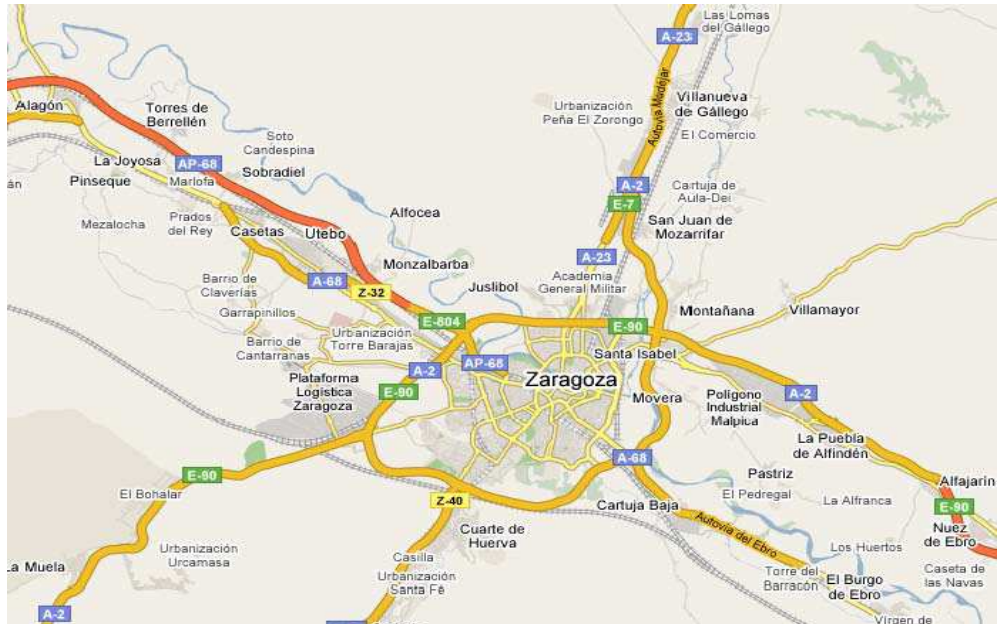 Las Lomas
del Gállego
A-23
Alagón
Torres de
Berrellén
Urbanización
Peña El Zorongo
Autovía Mudéjar
Villanueva
de Gállego
El Comercio
Soto
Candespina
La Joyosa
AP-68
Sobradiel
Pinseque
Marlofa
A-2
E-7
Cartuja de
Aula-Dei
Mezalocha
Prados
del Rey
Casetas
Utebo
Alfocea
San Juan de
Mozarrifar
A-23
Monzalbarba
Barrio de
Claverías
A-68
Z-32
Juslibol
Academia
General Militar
Garrapinillos
E-804
E-90
Montañana
Villamayor
Urbanización
Torre Barajas
Barrio de
Cantarranas
A-2
AP-68
Santa Isabel
Plataforma
Logística
Zaragoza
E-90
Zaragoza
Movera
Polígono
Industrial
Malpica
A-2
La Puebla
de Alfindén
A-68
E-90
Pastriz
Alfajarín
El Bohalar
Z-40
Cartuja Baja
El Pedregal
La Alfranca
E-90
Cuarte de
Huerva
Autovía del Ebro
Nuez
de Ebro
Urbanización
Urcamasa
Casilla
Los Huertos
La Muela
Urbanización
Santa Fé
Torre del
Barracón
El Burgo
de Ebro
Caseta de
las Navas
A-2
Virgen de